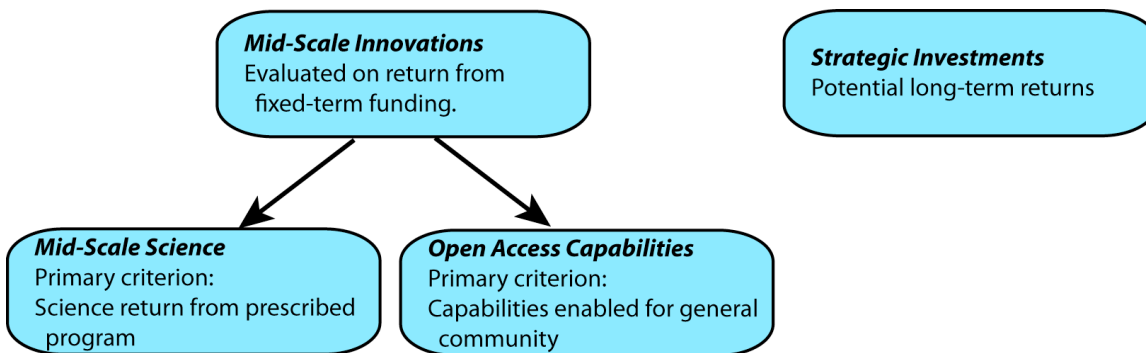 Mid-Scale Innovations
Evaluated on return from
fixed-term funding.
Strategic Investments
Potential long-term returns
Mid-Scale Science
Primary criterion:
Science return from prescribed
program
Open Access Capabilities
Primary criterion:
Capabilities enabled for general
community